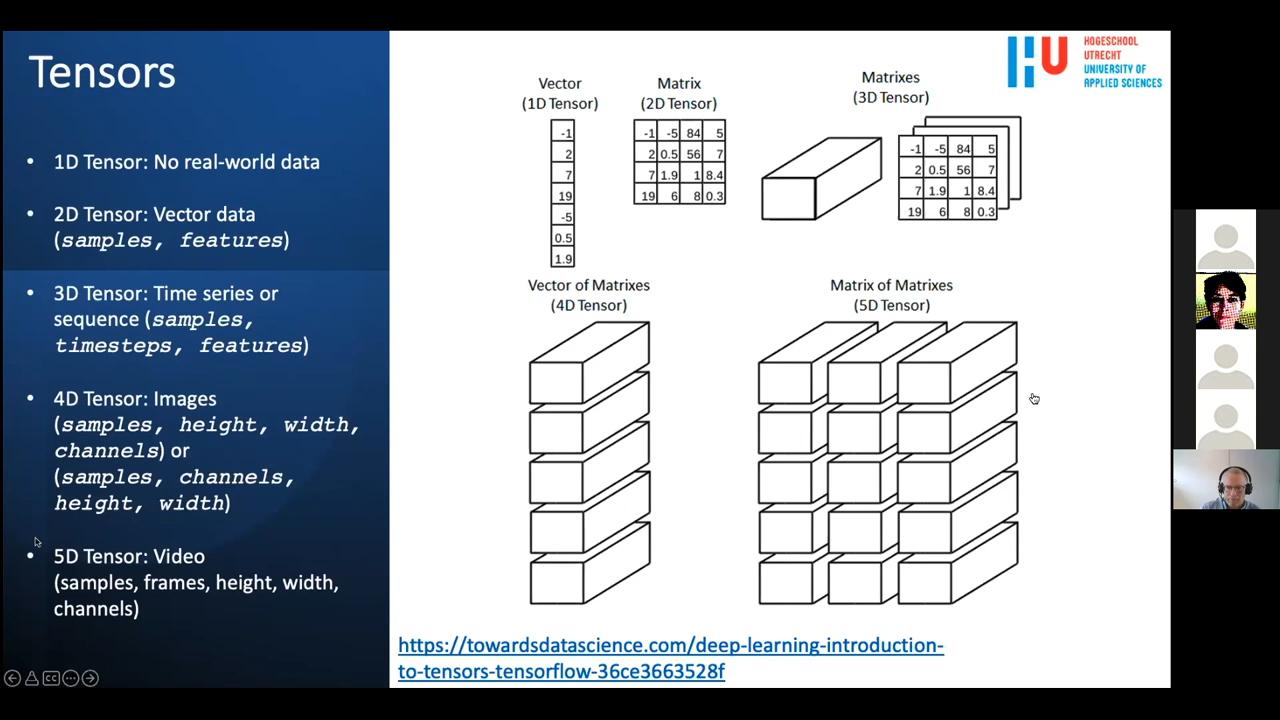 Tensors
• 1D Tensor: No real-world data
• 2D Tensor: Vector data
(samples, features)
• 3D Tensor: Time series or
sequence (samples,
timesteps, features)
• 4D Tensor: Images
(samples, height, width,
channels) or
(samples, channels,
height, width)
• 5D Tensor: Video
(samples, frames, height, width,
channels)
CC
Vector
(1D Tensor)
-1
2
7
19
-5
0.5
1.9
Matrix
(2D Tensor)
-1 -5 84 5
2 0.5 56 7
7 1.9 1 8.4
19 6 8 0.3
Matrixes
(3D Tensor)
-1 -5 84 5
2 0.5 56 7
7 1.9 1 8.4
19 6 8 0.3
HU
HOGESCHOOL
UTRECHT
UNIVERSITY OF
APPLIED SCIENCES
Vector of Matrixes
(4D Tensor)
Matrix of Matrixes
(5D Tensor)
https://towardsdatascience.com/deep-learning-introduction-
to-tensors-tensorflow-36ce3663528f